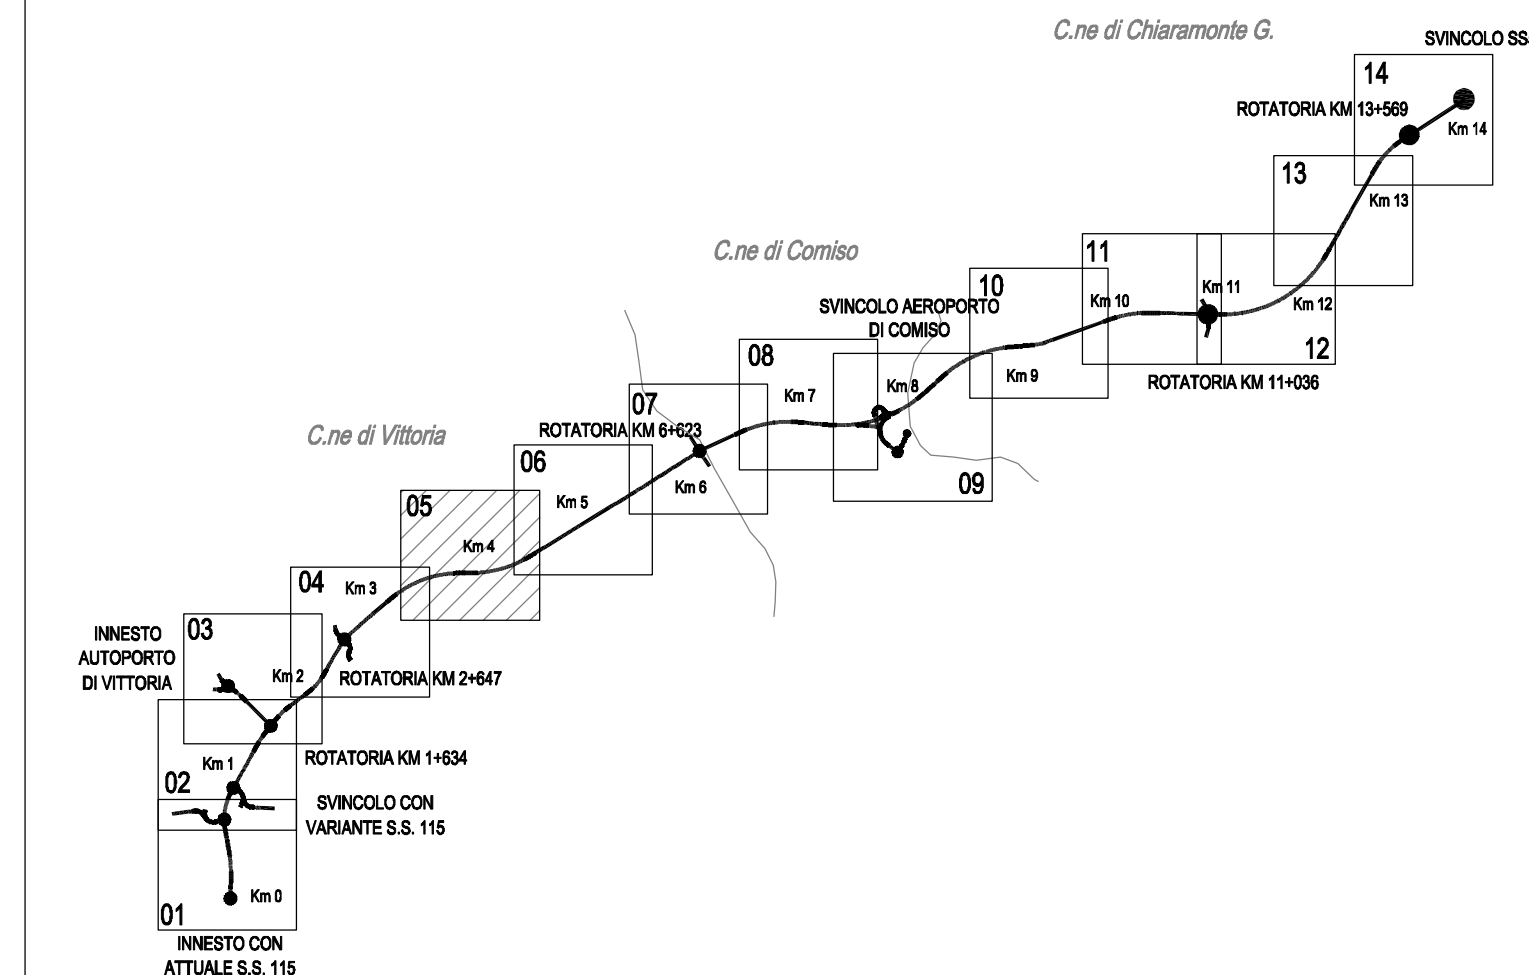 C.ne di Chiaramonte G.
SVINCOLO SS
14
ROTATORIA KM 13+569
Km 14
13
Km 13
C.ne di Comiso
11
10
Km 11
Km 10
SVINCOLO AEROPORTO
DI COMISO
Km 12
12
08
Km 9
ROTATORIA KM 11+036
Km 8
Km 7
07
C.ne di Vittoria
ROTATORIA KM 6+623
06
Km 6
09
05
Km 5
Km 4
04
Km 3
03
INNESTO
AUTOPORTO
DI VITTORIA
Km 2
ROTATORIA KM 2+647
ROTATORIA KM 1+634
Km 1
02
SVINCOLO CON
VARIANTE S.S. 115
Km 0
01
INNESTO CON
ATTUALE S.S. 115